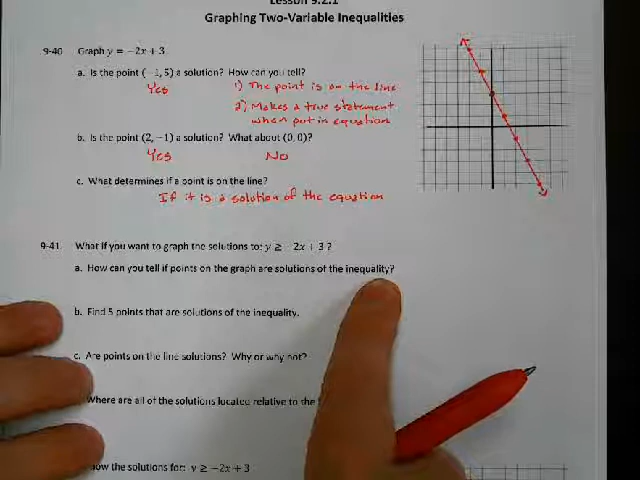 Lesson 9.2.1
Graphing Two-Variable Inequalities
9-40 Graph y = −2x + 3
a. Is the point (−1, 5) a solution? How can you tell?
Yes 1) The point is on the line
2) Makes a true statement
when put in equation
b. Is the point (2, −1) a solution? What about (0, 0)?
Yes No
c. What determines if a point is on the line?
If it is a solution of the equation
9-41 What if you want to graph the solutions to: y ≥ −2x + 3 ?
a. How can you tell if points on the graph are solutions of the inequality?
b. Find 5 points that are solutions of the inequality.
c. Are points on the line solutions? Why or why not?
Where are all of the solutions located relative to the
the solutions for: y ≥ −2x + 3